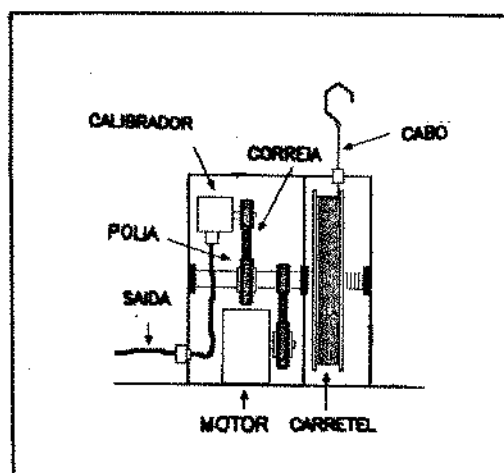 CALIBRADOR
CABO
CORREIA
POLIA
SAIDA
MOTOR
CARRETEL